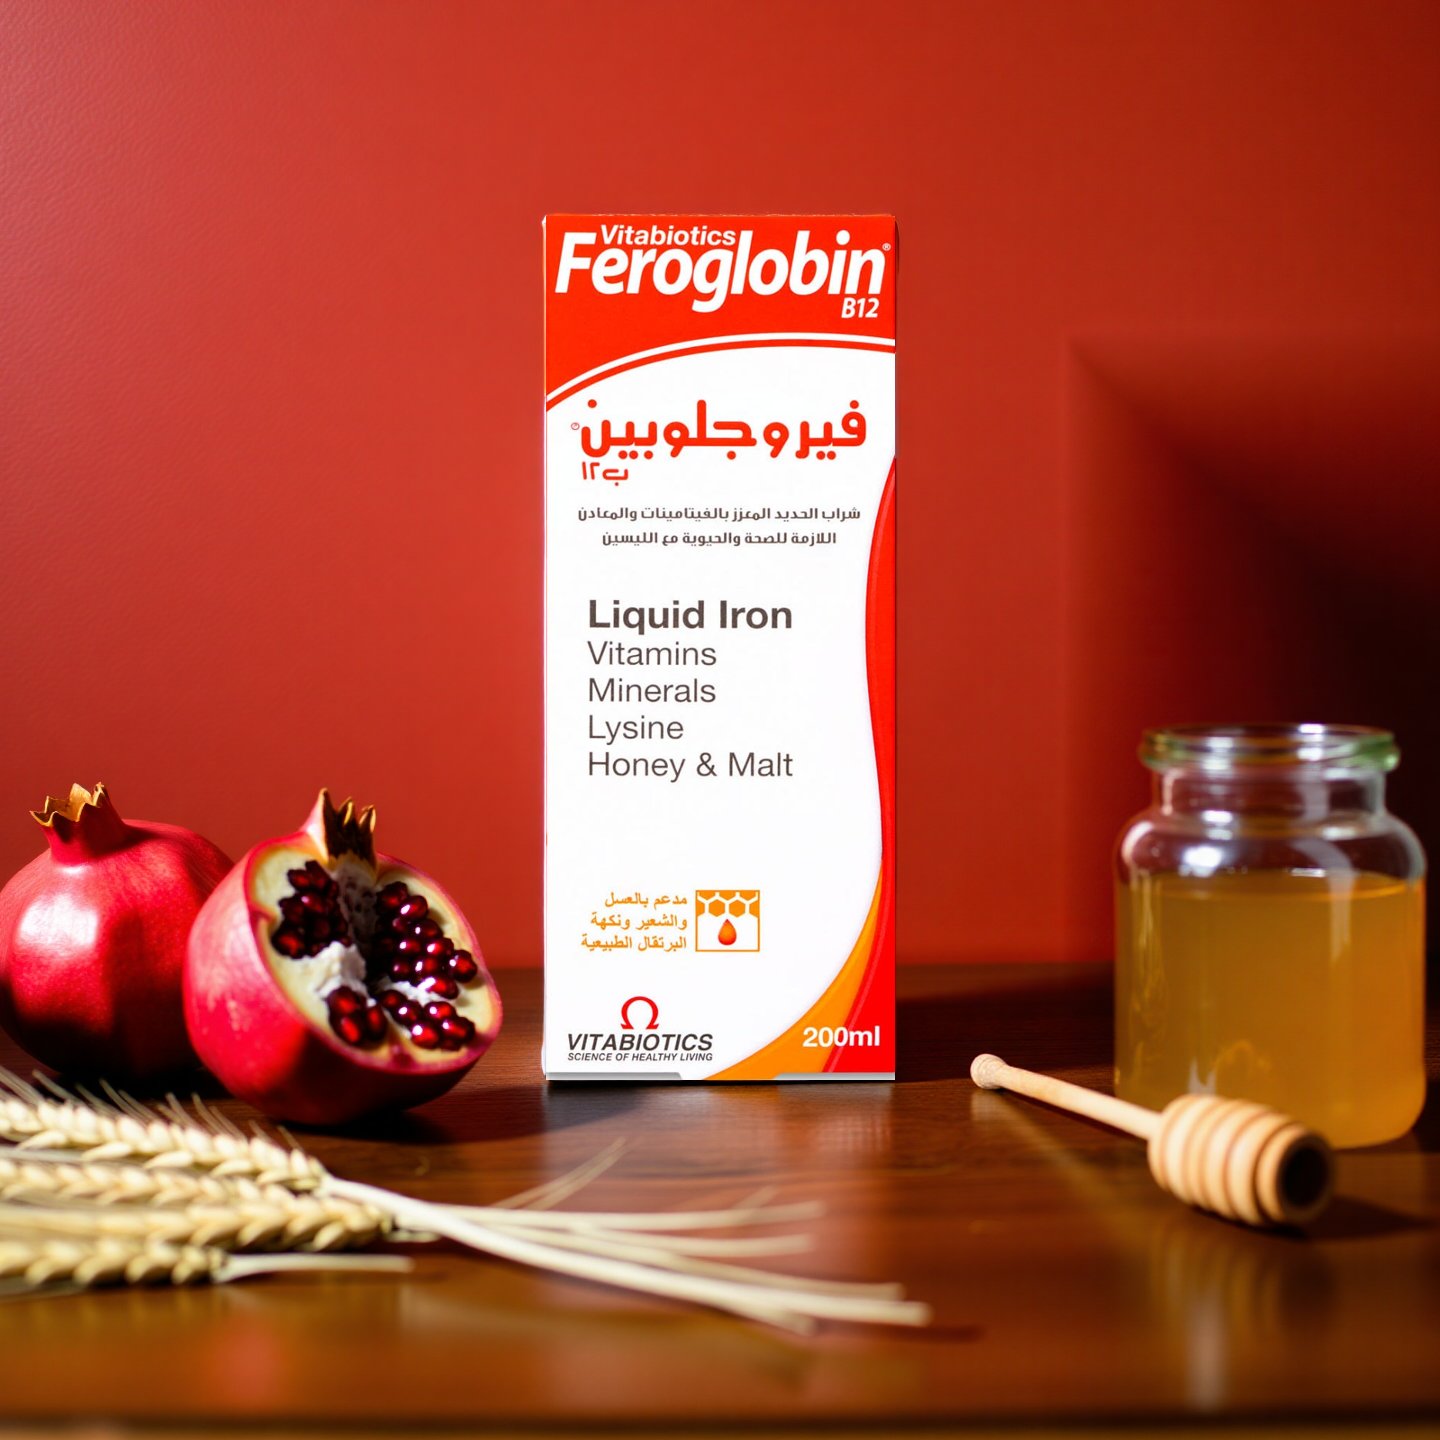 Vitabiotics
Feroglobin®
B12
فيروجلوبين®
ب١٢
شراب الحديد المعزز بالفيتامينات والمعادن
اللازمة للصحة والحيوية مع الليسين
Liquid Iron
Vitamins
Minerals
Lysine
Honey & Malt
مدعم بالعسل
والشعير ونكهة
البرتقال الطبيعية
VITABIOTICS
SCIENCE OF HEALTHY LIVING
200ml